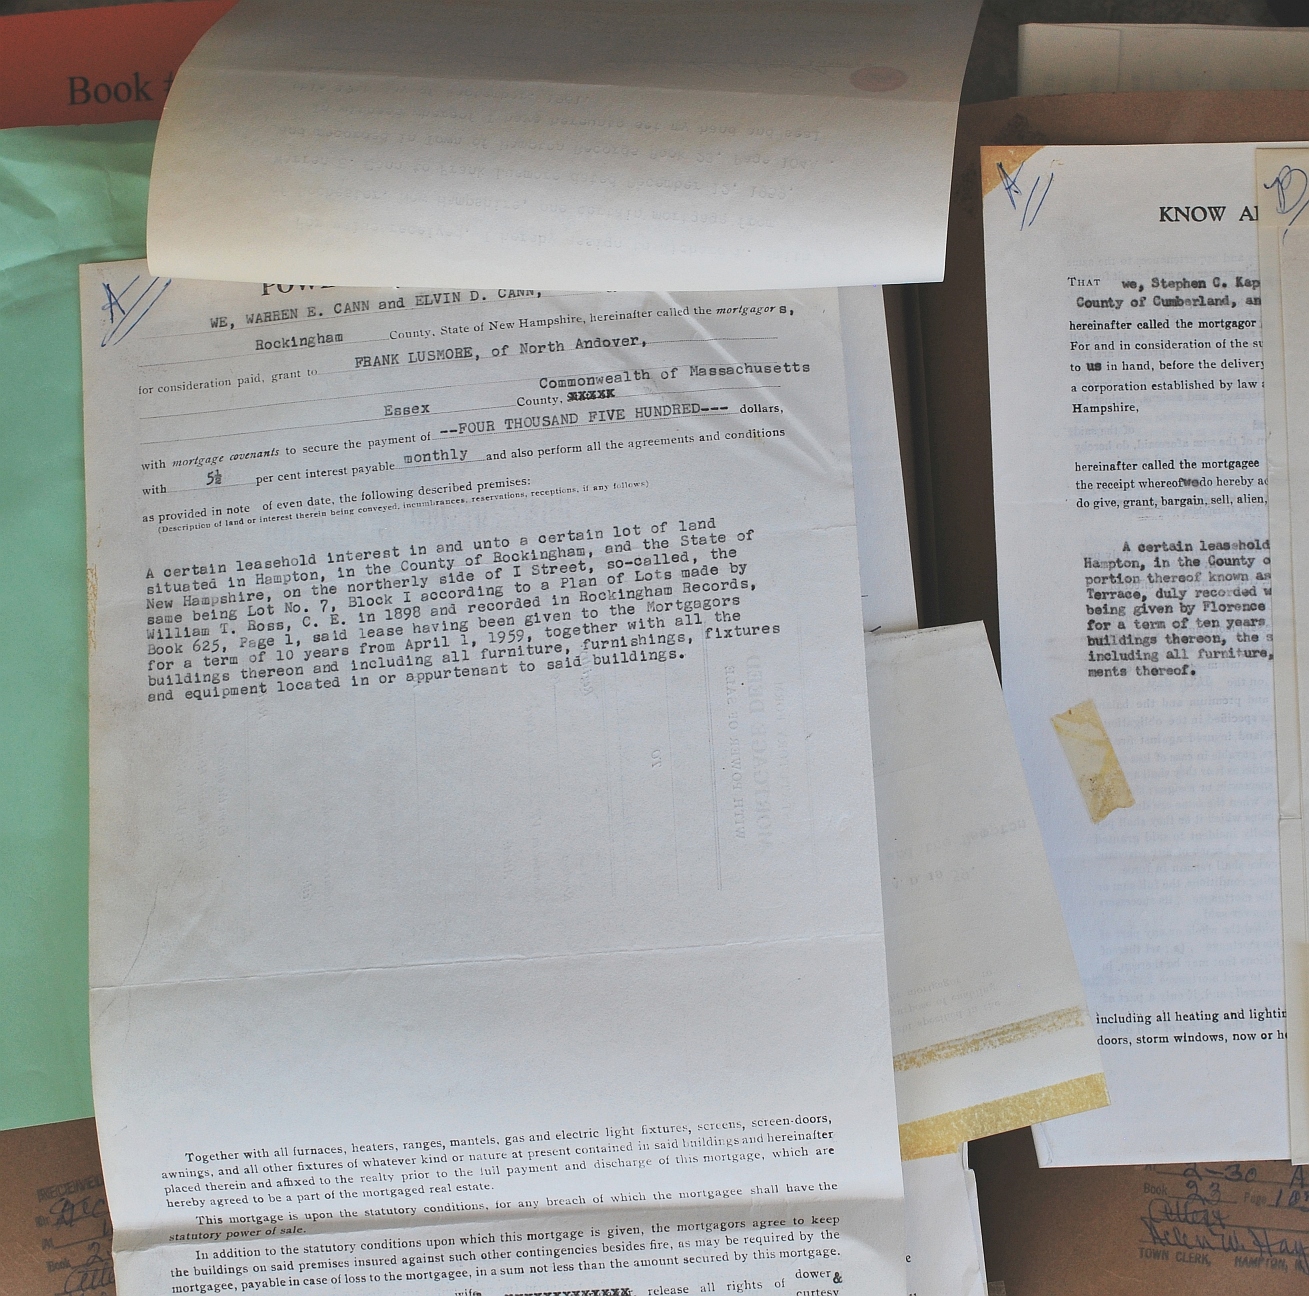 Book
A
WE, WARREN E. CANN and ELVIN D. CANN,
Rockingham County, State of New Hampshire, hereinafter called the mortgagors,
for consideration paid, grant to FRANK LUSMORE, of North Andover,
Commonwealth of Massachusetts
Essex County,
with mortgage covenants to secure the payment of --FOUR THOUSAND FIVE HUNDRED--- dollars,
with 5½ per cent interest payable monthly and also perform all the agreements and conditions
as provided in note of even date, the following described premises:
(Description of land or interest therein being conveyed, incumbrances, reservations, receptions, if any follows)
A certain leasehold interest in and unto a certain lot of land
situated in Hampton, in the County of Rockingham, and the State of
New Hampshire, on the northerly side of I Street, so-called, the
same being Lot No. 7, Block I according to a Plan of Lots made by
William T. Ross, C. E. in 1898 and recorded in Rockingham Records,
Book 625, Page 1, said lease having been given to the Mortgagors
for a term of 10 years from April 1, 1959, together with all the
buildings thereon and including all furniture, furnishings, fixtures
and equipment located in or appurtenant to said buildings.
Together with all furnaces, heaters, ranges, mantels, gas and electric light fixtures, screens, screen-doors,
awnings, and all other fixtures of whatever kind or nature at present contained in said buildings and hereinafter
placed therein and affixed to the realty prior to the full payment and discharge of this mortgage, which are
hereby agreed to be a part of the mortgaged real estate.
This mortgage is upon the statutory conditions, for any breach of which the mortgagee shall have the
statutory power of sale.
In addition to the statutory conditions upon which this mortgage is given, the mortgagors agree to keep
the buildings on said premises insured against such other contingencies besides fire, as may be required by the
mortgagee, payable in case of loss to the mortgagee, in a sum not less than the amount secured by this mortgage.
release all rights of dower &
curtesy
A
KNOW
THAT we, Stephen C.
County of Cumberland,
hereinafter called the mortgagor
For and in consideration of the
to us in hand, before the delivery
a corporation established by law
Hampshire,
hereinafter called the mortgagee
the receipt whereof we do hereby
do give, grant, bargain, sell, alien,
A certain leasehold
Hampton, in the County
portion thereof known as
Terrace, duly recorded
being given by Florence
for a term of ten years
buildings thereon, the
including all furniture,
ments thereof.
including all heating and
doors, storm windows, now or
B
2-30 A
Book 23 Page
Attest
Helen W.
TOWN CLERK, HAMPTON,